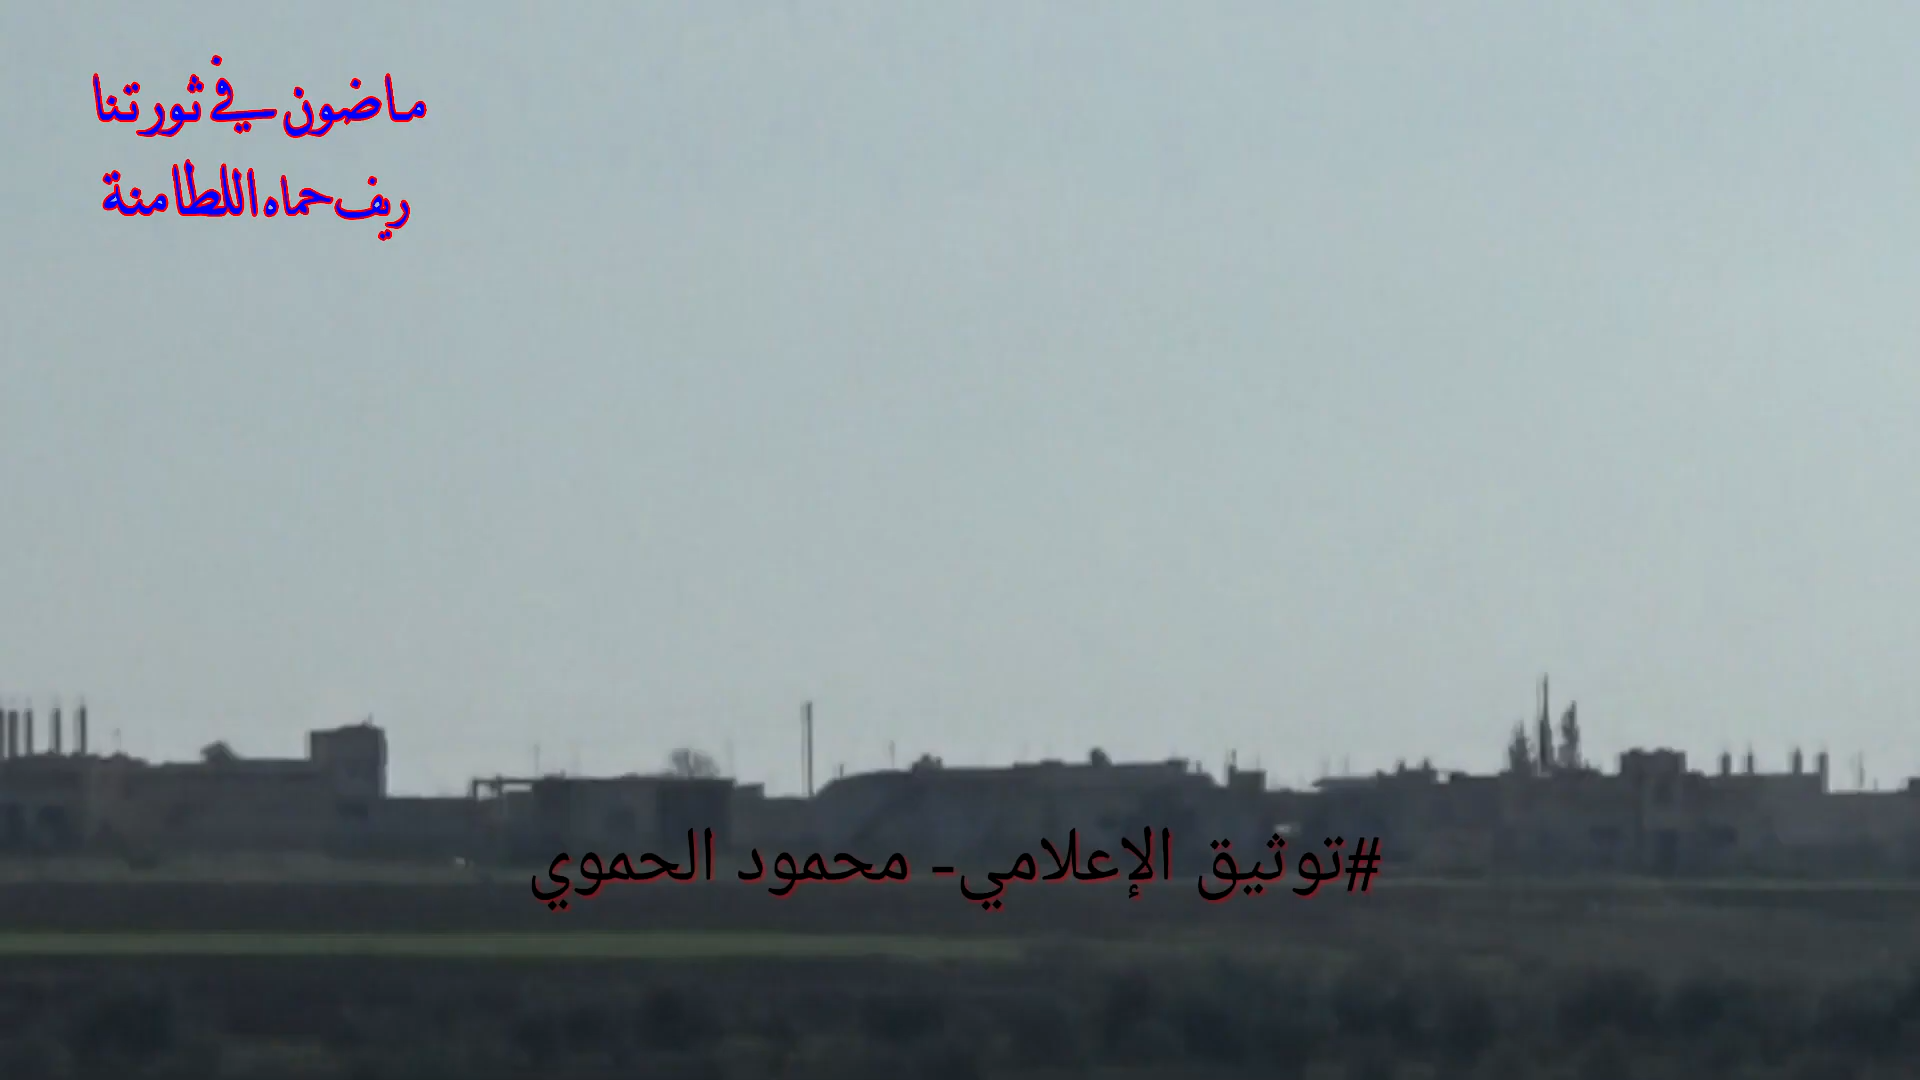 ماضون في ثورتنا
ريف حماه اللطامنة
#توثيق الإعلامي- محمود الحموي